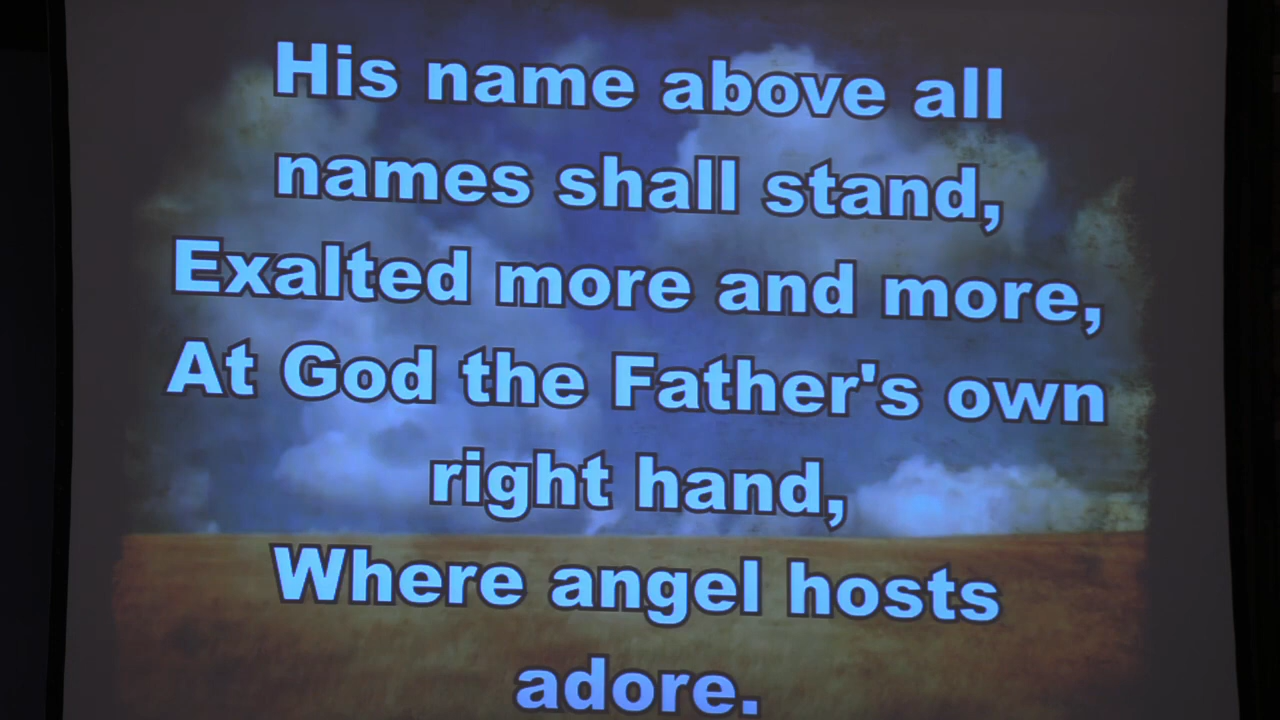 His name above all
names shall stand,
Exalted more and more,
At God the Father's own
right hand,
Where angel hosts
adore.